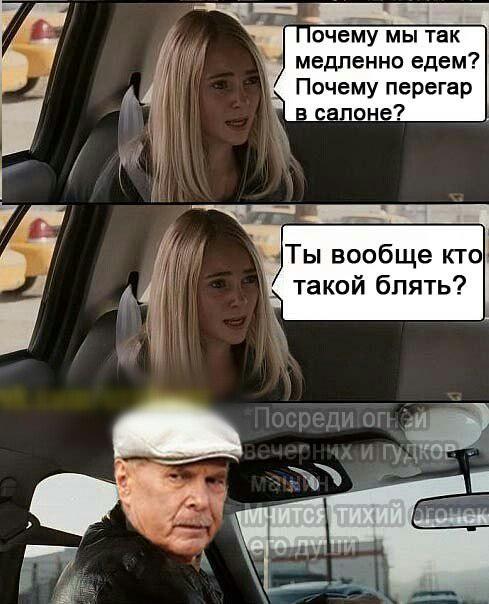 Почему мы так
медленно едем?
Почему перегар
в салоне?
Ты вообще кто
такой блять?
"Посреди огней
вечерних и гудков
машин
Мчится тихий огонек
его души